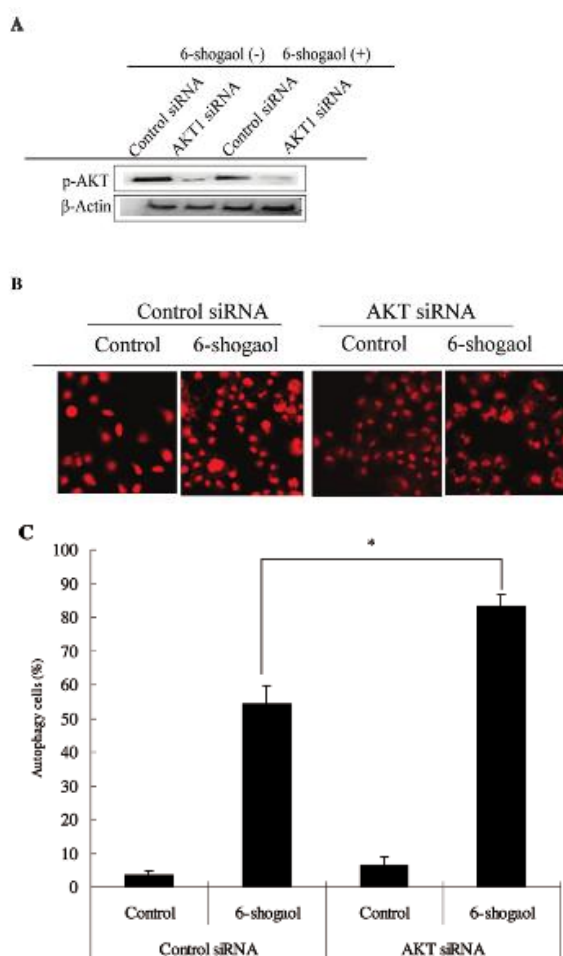 A
6-shogaol (-) 6-shogaol (+)
Control siRNA AKT1 siRNA Control siRNA AKT1 siRNA
p-AKT
β-Actin
B
Control siRNA AKT siRNA
Control 6-shogaol Control 6-shogaol
C
*
Autophagy cells (%)
100
90
80
70
60
50
40
30
20
10
0
Control 6-shogaol Control 6-shogaol
Control siRNA AKT siRNA